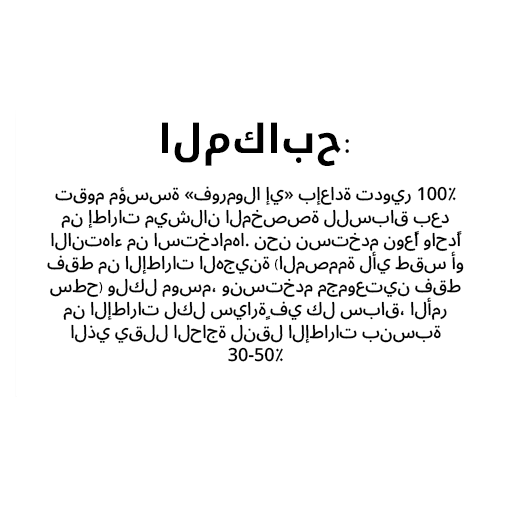 المكابح:
تقوم مؤسسة «فورمولا إي» بإعادة تدوير 100٪
من إطارات ميشلان المخصصة للسباق بعد
الانتهاء من استخدامها. نحن نستخدم نوعًا واحدًا
فقط من الإطارات الهجينة (المصممة لأي طقس أو
سطح) ولكل موسم، ونستخدم مجموعتين فقط
من الإطارات لكل سيارةٍ في كل سباق، الأمر
الذي يقلل الحاجة لنقل الإطارات بنسبة
30-50٪